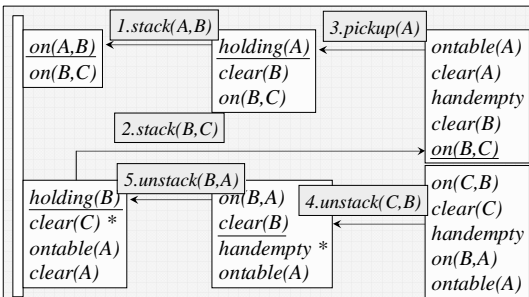 1.stack(A,B)
3.pickup(A)
on(A,B)
on(B,C)
holding(A)
clear(B)
on(B,C)
ontable(A)
clear(A)
handempty
clear(B)
on(B,C)
2.stack(B,C)
5.unstack(B,A)
4.unstack(C,B)
holding(B)
clear(C) *
ontable(A)
clear(A)
on(B,A)
clear(B)
handempty *
ontable(A)
on(C,B)
clear(C)
handempty
on(B,A)
ontable(A)